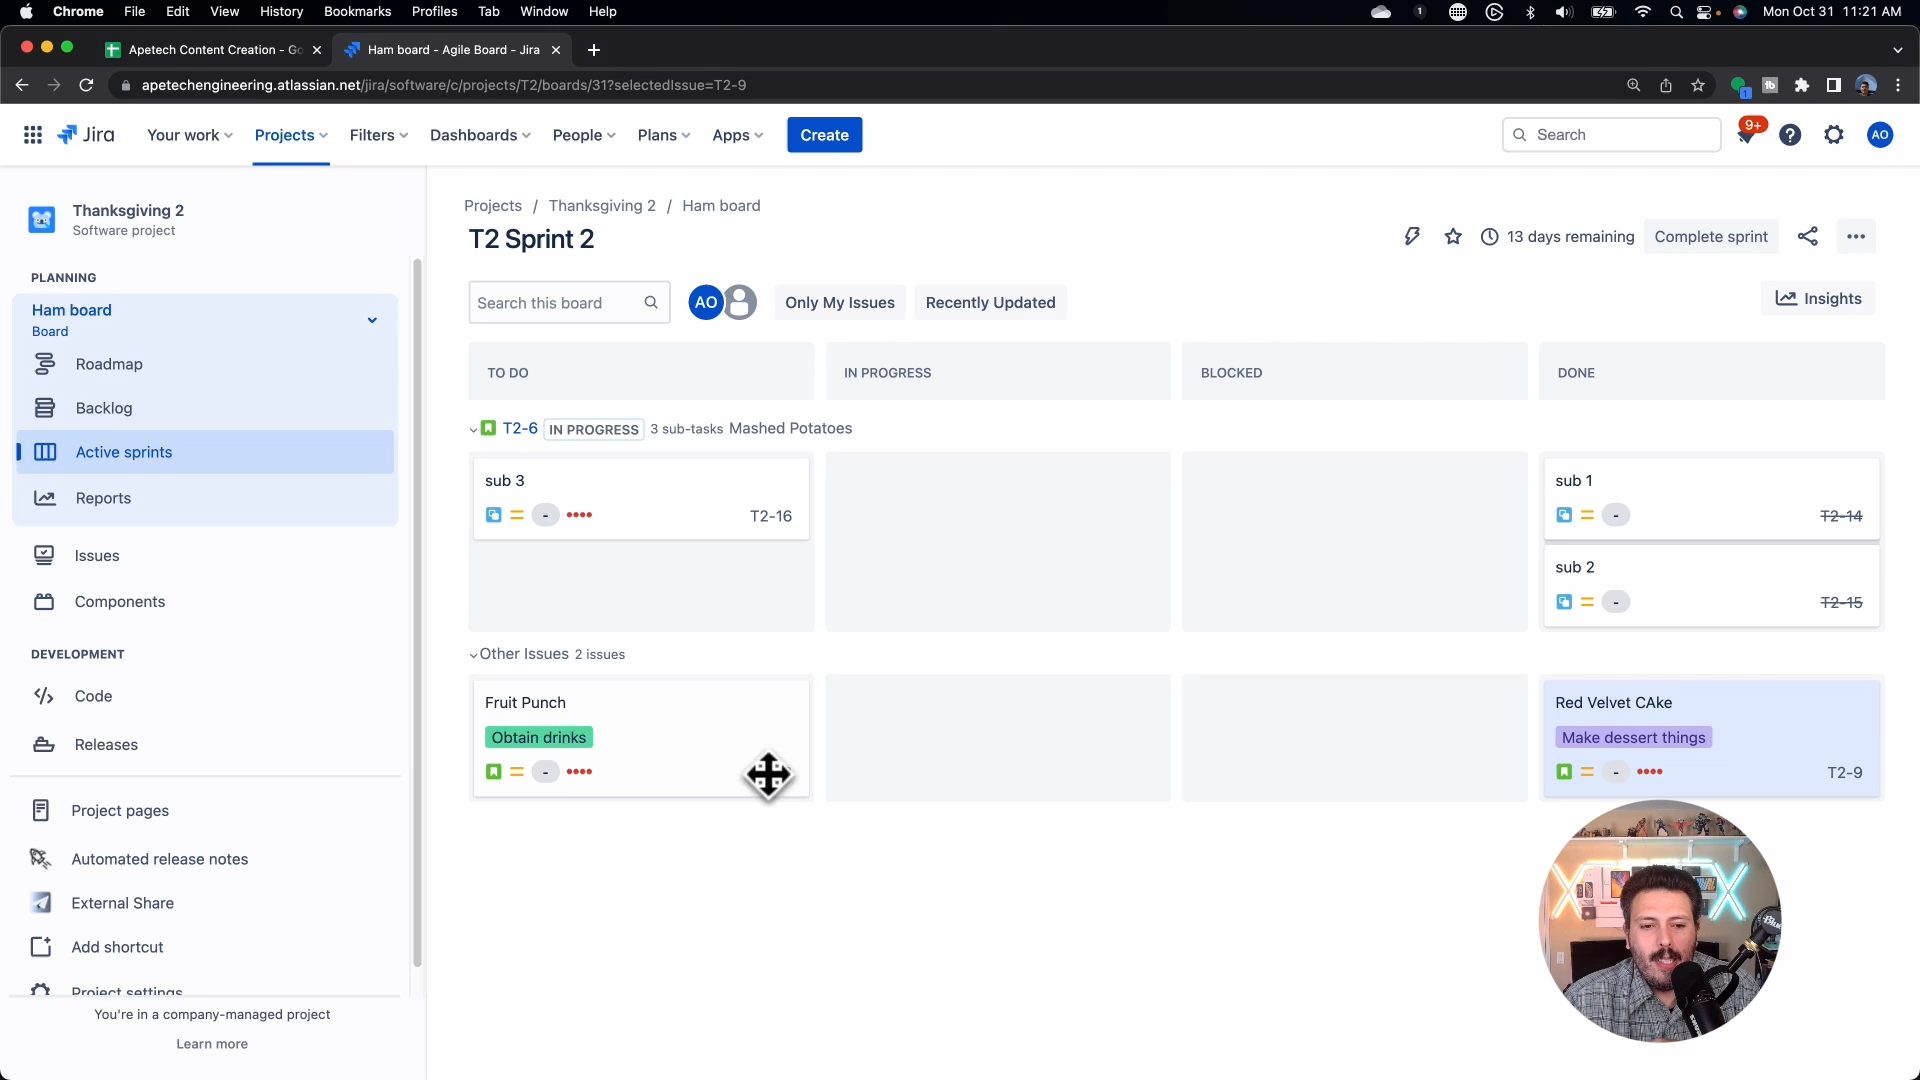 Chrome File Edit View History Bookmarks Profiles Tab Window Help
1 Mon Oct 31 11:21 AM
Apetech Content Creation - Go
Ham board - Agile Board - Jira
apetechengineering.atlassian.net/jira/software/c/projects/T2/boards/31?selectedIssue=T2-9
1 tb
Jira Your work Projects Filters Dashboards People Plans Apps Create
Search 9+ ? AO
Thanksgiving 2
Software project
PLANNING
Ham board
Board
Roadmap
Backlog
Active sprints
Reports
Issues
Components
DEVELOPMENT
Code
Releases
Project pages
Automated release notes
External Share
Add shortcut
Project settings
You're in a company-managed project
Learn more
Projects / Thanksgiving 2 / Ham board
T2 Sprint 2
13 days remaining Complete sprint
Search this board AO Only My Issues Recently Updated
Insights
TO DO IN PROGRESS BLOCKED DONE
T2-6 IN PROGRESS 3 sub-tasks Mashed Potatoes
sub 3
- T2-16
sub 1
- T2-14
sub 2
- T2-15
Other Issues 2 issues
Fruit Punch
Obtain drinks
-
Red Velvet CAke
Make dessert things
- T2-9